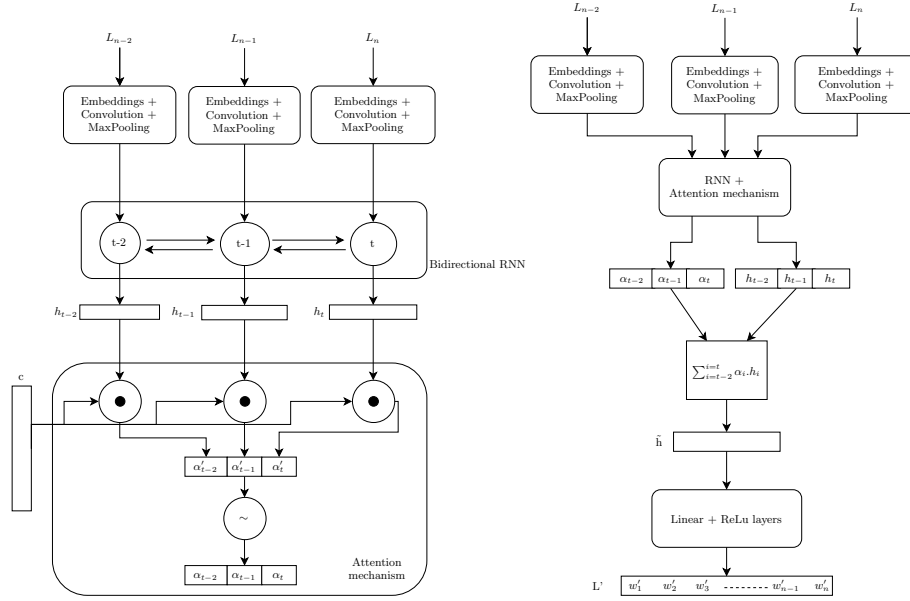 L_{n-2} L_{n-1} L_n
Embeddings +
Convolution +
MaxPooling
Embeddings +
Convolution +
MaxPooling
Embeddings +
Convolution +
MaxPooling
t-2 t-1 t
Bidirectional RNN
h_{t-2} h_{t-1} h_t
c
α'_{t-2} α'_{t-1} α'_t
~
α_{t-2} α_{t-1} α_t
Attention
mechanism
L_{n-2} L_{n-1} L_n
Embeddings +
Convolution +
MaxPooling
Embeddings +
Convolution +
MaxPooling
Embeddings +
Convolution +
MaxPooling
RNN +
Attention mechanism
α_{t-2} α_{t-1} α_t
h_{t-2} h_{t-1} h_t
∑_{i=t-2}^{i=t} α_i.h_i
h̃
Linear + ReLu layers
L' w'_1 w'_2 w'_3 --------- w'_{n-1} w'_n